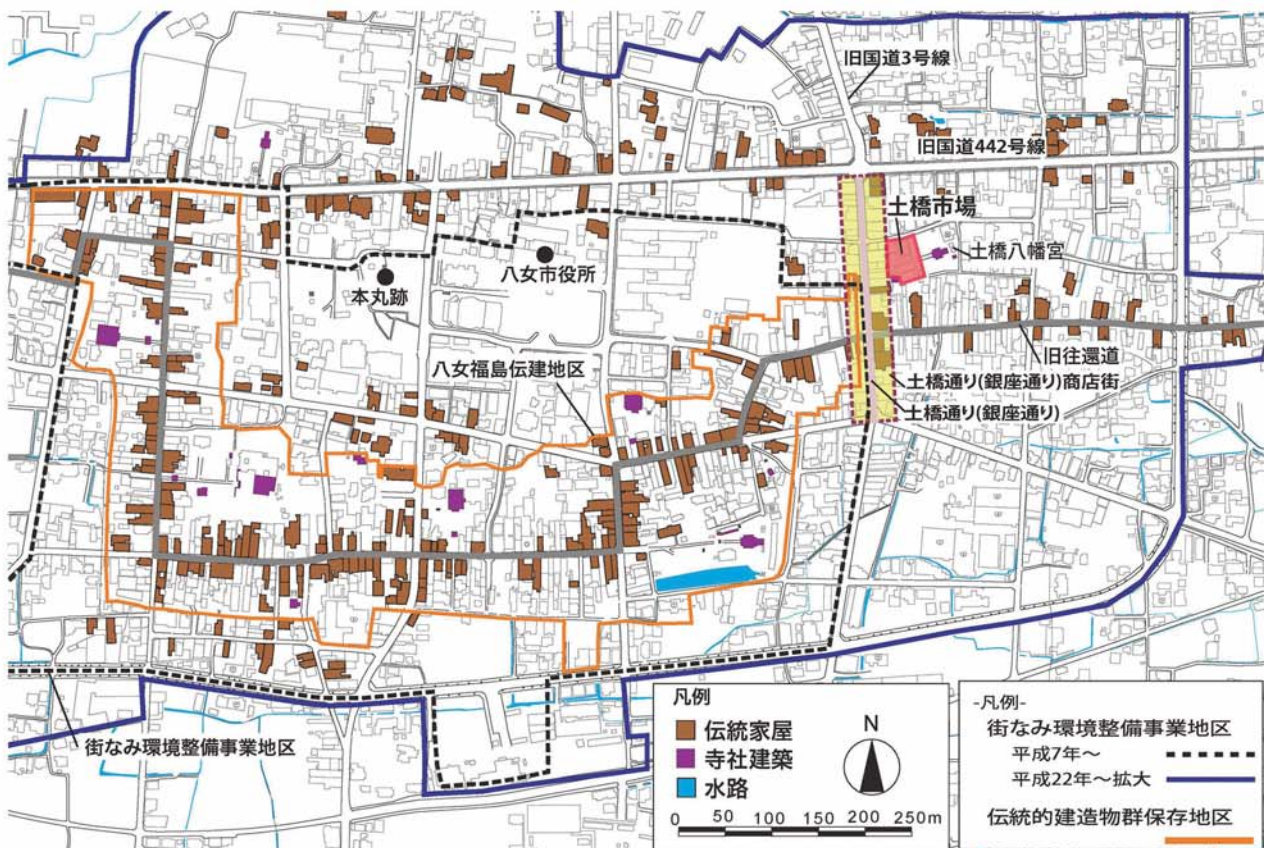 旧国道3号線
旧国道442号線
土橋市場
土橋八幡宮
八女市役所
本丸跡
旧往還道
八女福島伝建地区
土橋通り(銀座通り)商店街
土橋通り(銀座通り)
街なみ環境整備事業地区
凡例
伝統家屋
寺社建築
水路
N
0 50 100 150 200 250m
-凡例-
街なみ環境整備事業地区
平成7年～
平成22年～拡大
伝統的建造物群保存地区